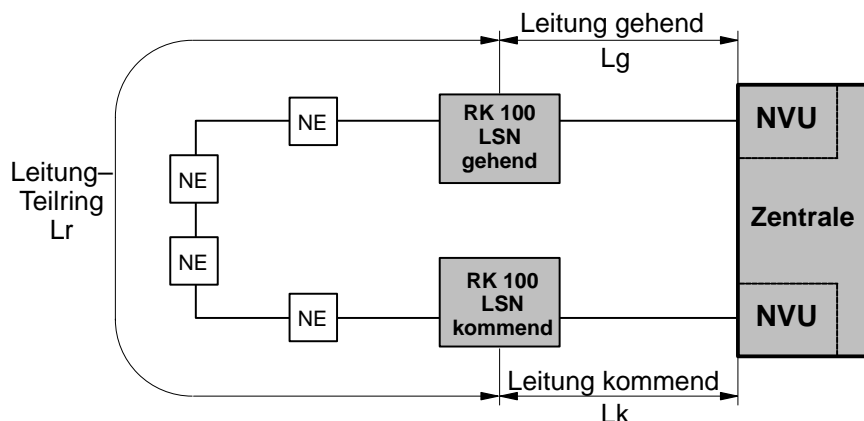 Leitung gehend
Lg
NE
RK 100
LSN
gehend
NVU
Leitung–
Teilring
Lr
NE
NE
Zentrale
NE
RK 100
LSN
kommend
NVU
Leitung kommend
Lk